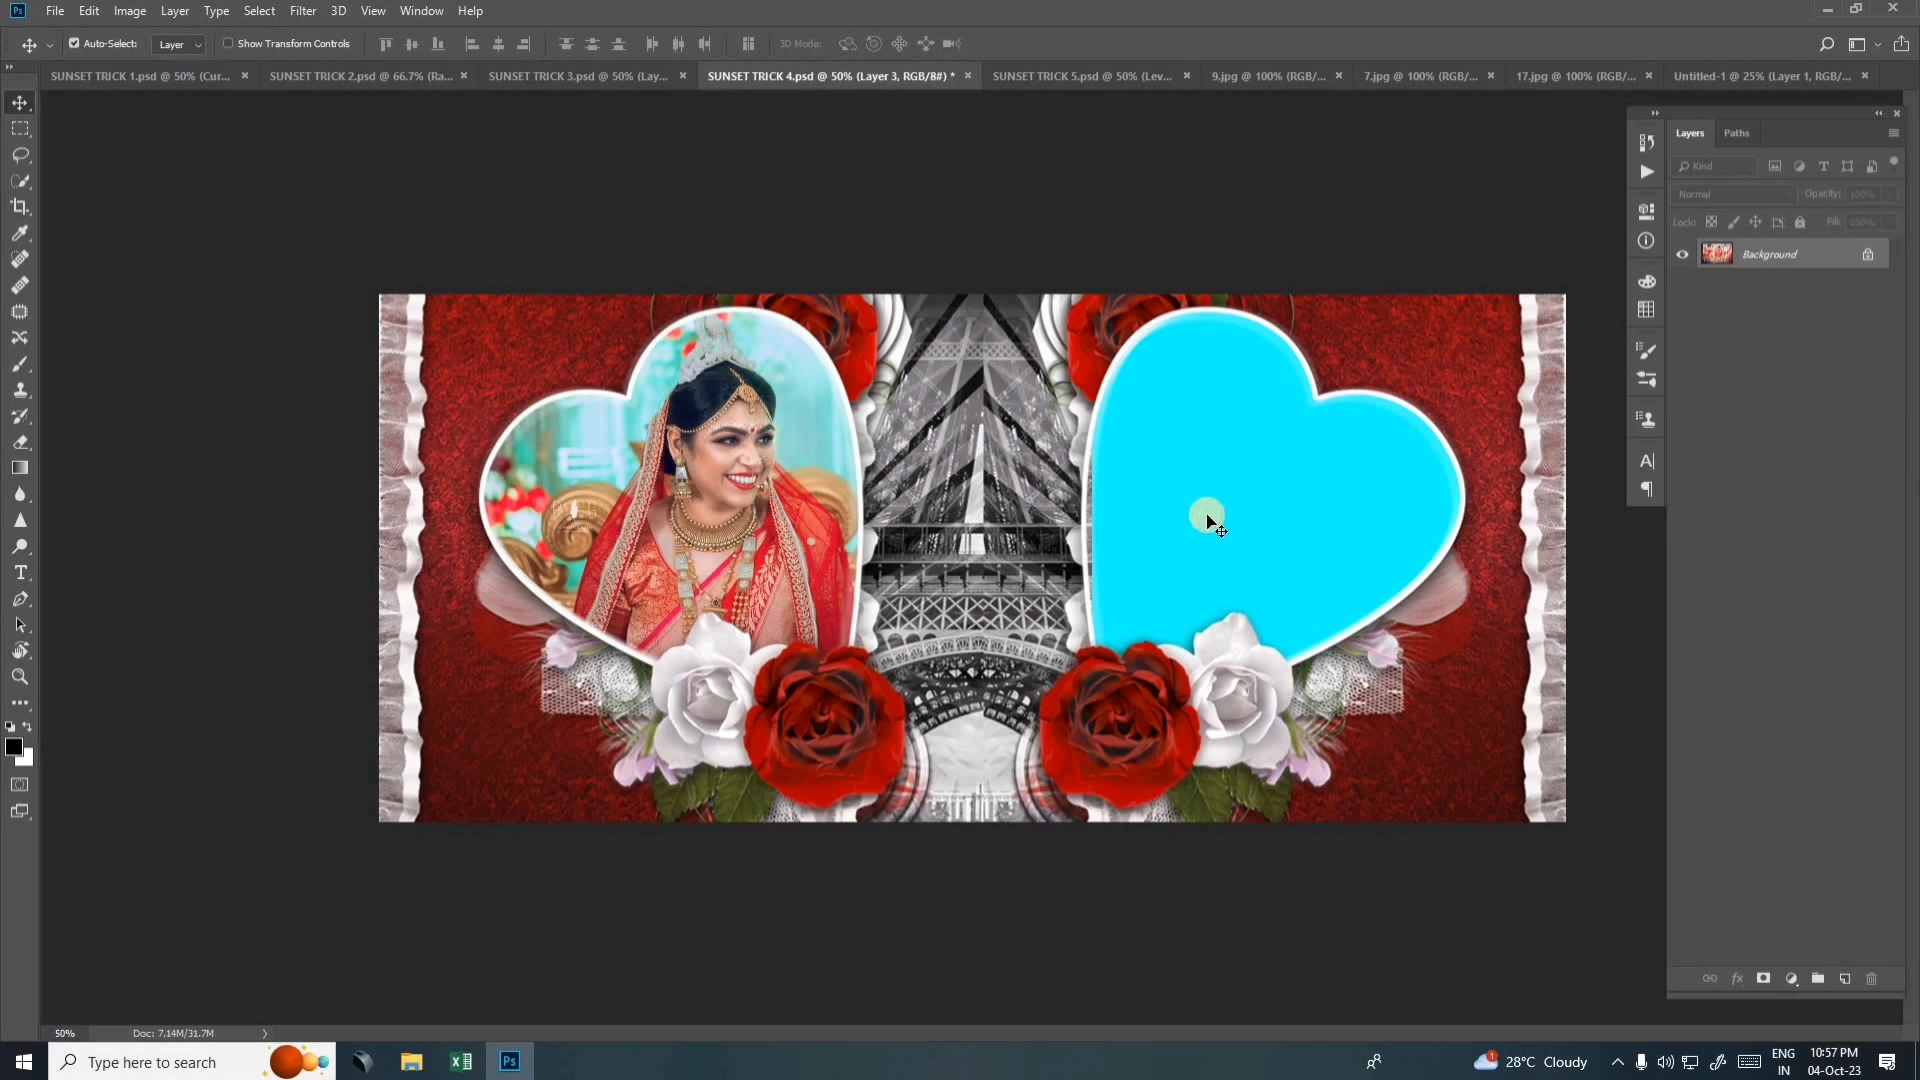 Ps File Edit Image Layer Type Select Filter 3D View Window Help
Auto-Select: Layer Show Transform Controls 3D Mode:
SUNSET TRICK 1.psd @ 50% (Cur... × SUNSET TRICK 2.psd @ 66.7% (Ra... × SUNSET TRICK 3.psd @ 50% (Lay... × SUNSET TRICK 4.psd @ 50% (Layer 3, RGB/8#) * × SUNSET TRICK 5.psd @ 50% (Lev... × 9.jpg @ 100% (RGB/... × 7.jpg @ 100% (RGB/... × 17.jpg @ 100% (RGB/... × Untitled-1 @ 25% (Layer 1, RGB/... ×
Layers Paths
Kind
Normal Opacity: 100%
Lock: Fill: 100%
Background
50% Doc: 7.14M/31.7M
Type here to search
Ps
1 28°C Cloudy
ENG
IN
10:57 PM
04-Oct-23